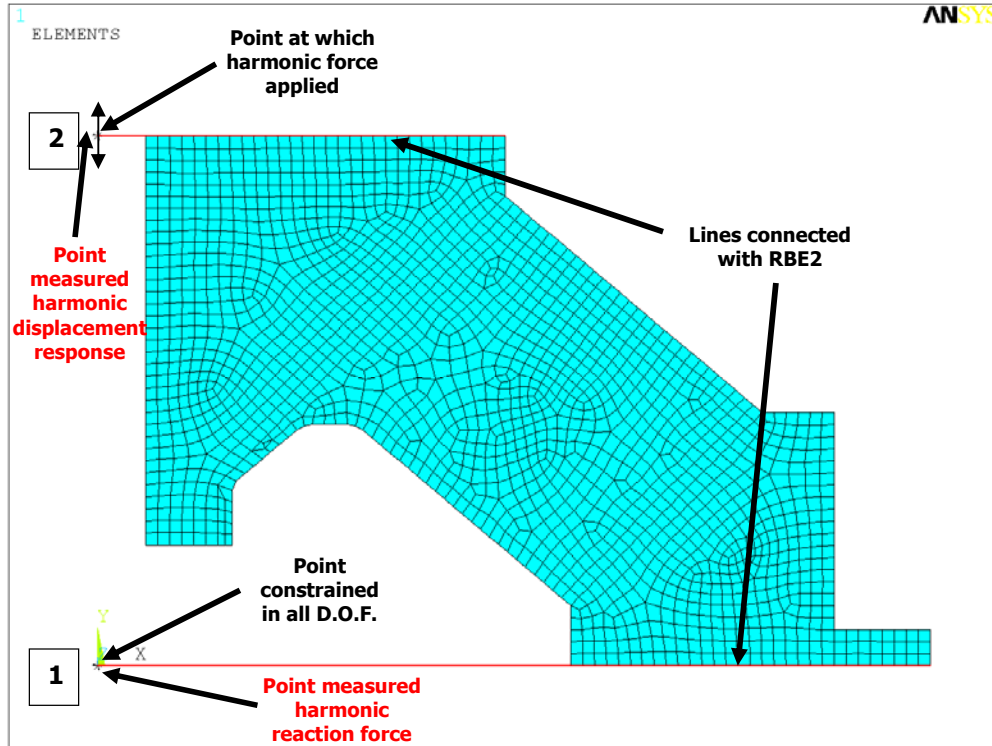 1
ELEMENTS
ANSYS
Point at which
harmonic force
applied
2
Point
measured
harmonic
displacement
response
Lines connected
with RBE2
Point
constrained
in all D.O.F.
Y
X
1
Point measured
harmonic
reaction force